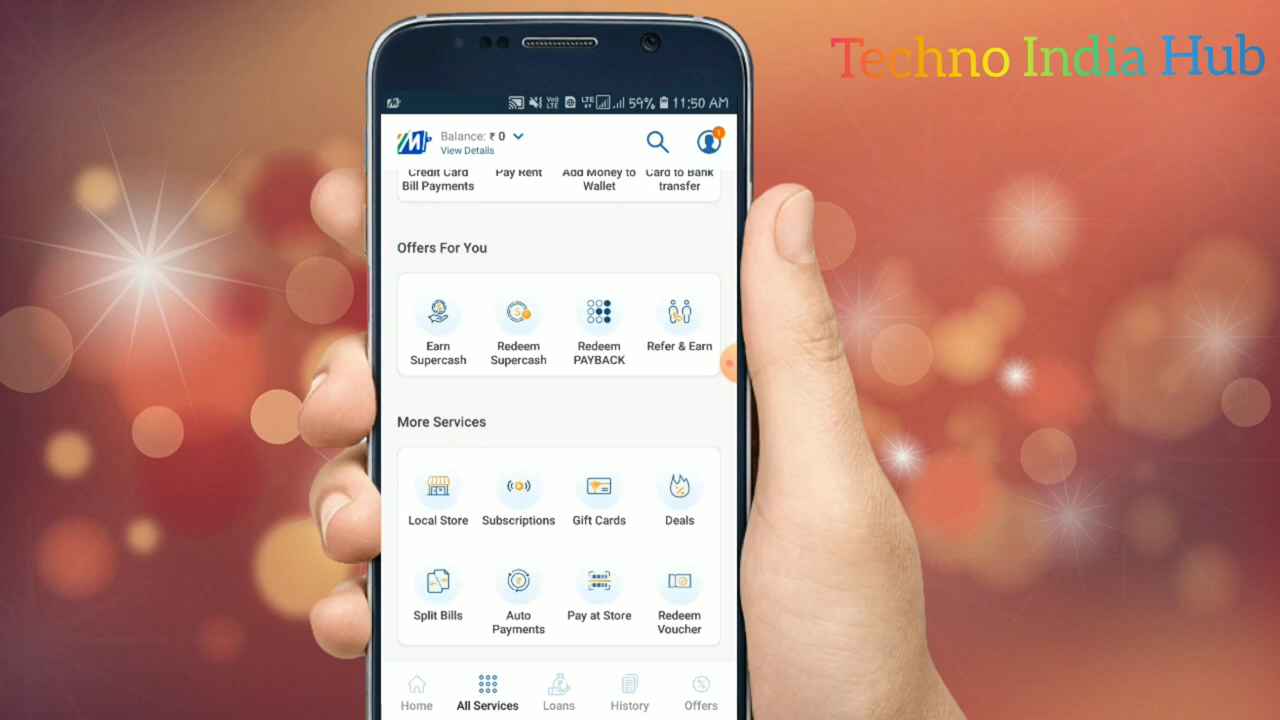 Techno India Hub
59% 11:50 AM
Balance: ₹ 0
View Details
1
Credit Card Bill Payments
Pay Rent
Add Money to Wallet
Card to Bank transfer
Offers For You
Earn Supercash
Redeem Supercash
Redeem PAYBACK
Refer & Earn
More Services
Local Store
Subscriptions
Gift Cards
Deals
Split Bills
Auto Payments
Pay at Store
Redeem Voucher
Home
All Services
Loans
History
Offers